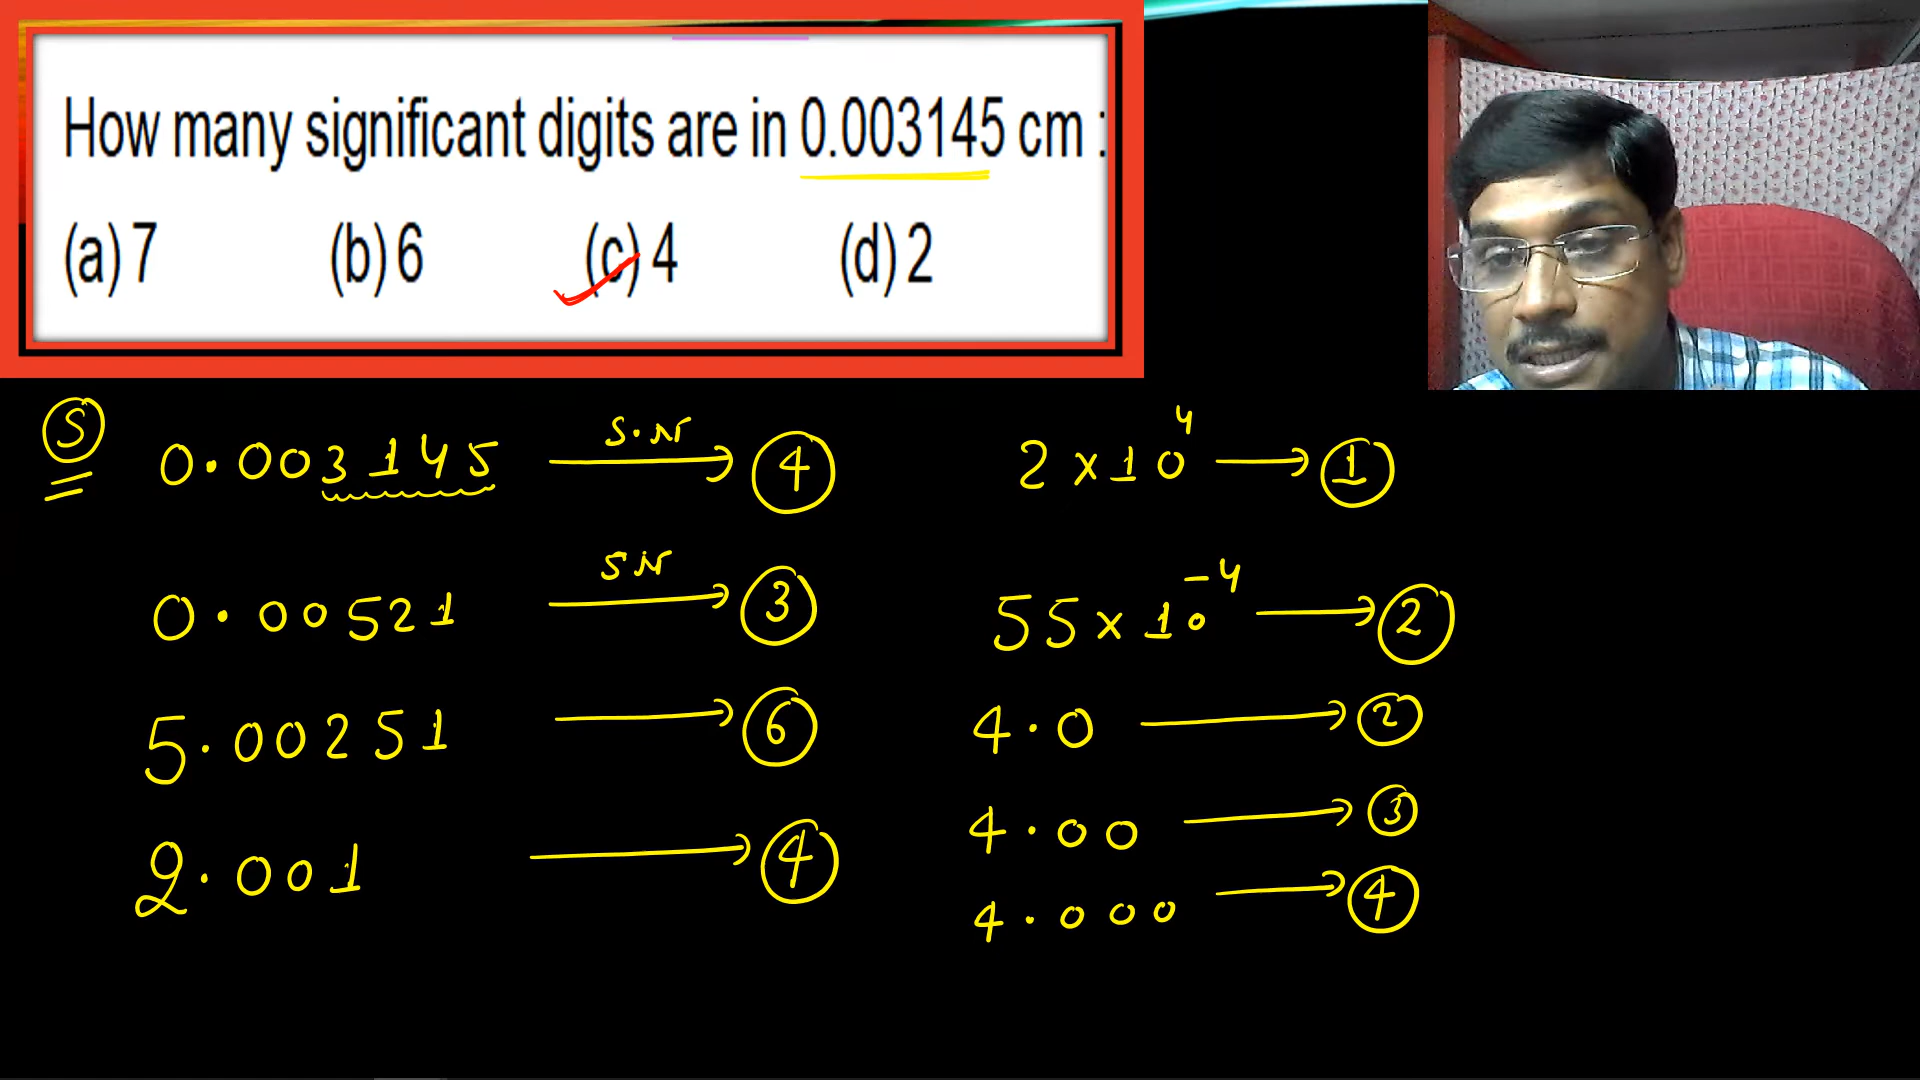 How many significant digits are in 0.003145 cm :
(a) 7 (b) 6 (c) 4 (d) 2
S
0.003145 S.N 4
0.00521 SN 3
5.00251 6
2.001 4
2 x 10^4 1
55 x 10^-4 2
4.0 2
4.00 3
4.000 4